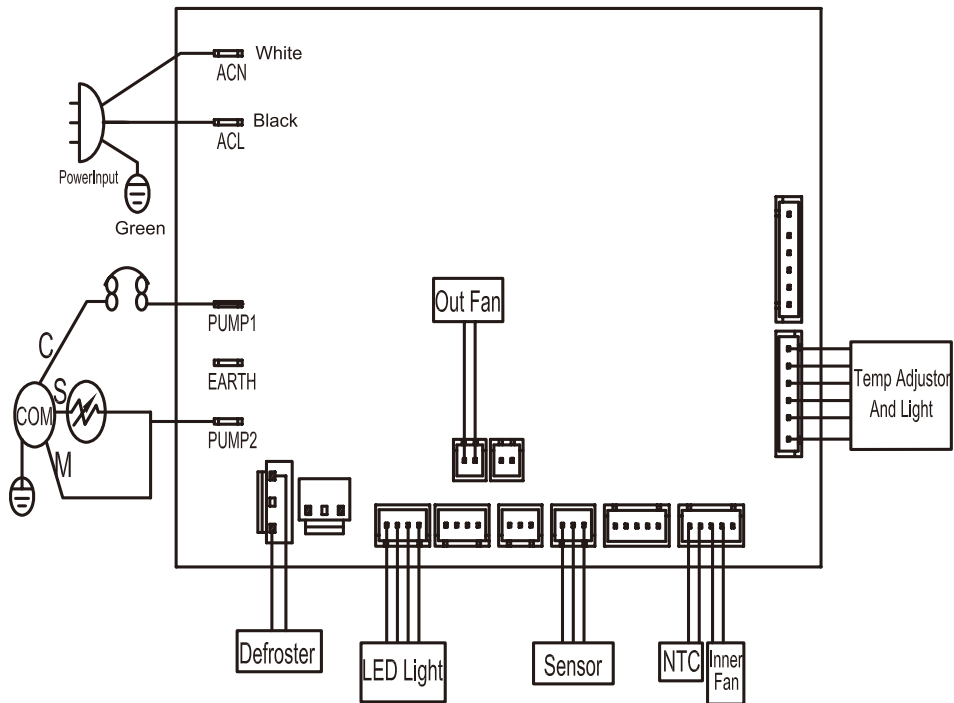 White
ACN
Black
ACL
PowerInput
Green
Out Fan
PUMP1
C
EARTH
Temp Adjustor
And Light
S
COM
PUMP2
M
Defroster
LED Light
Sensor
NTC
Inner
Fan